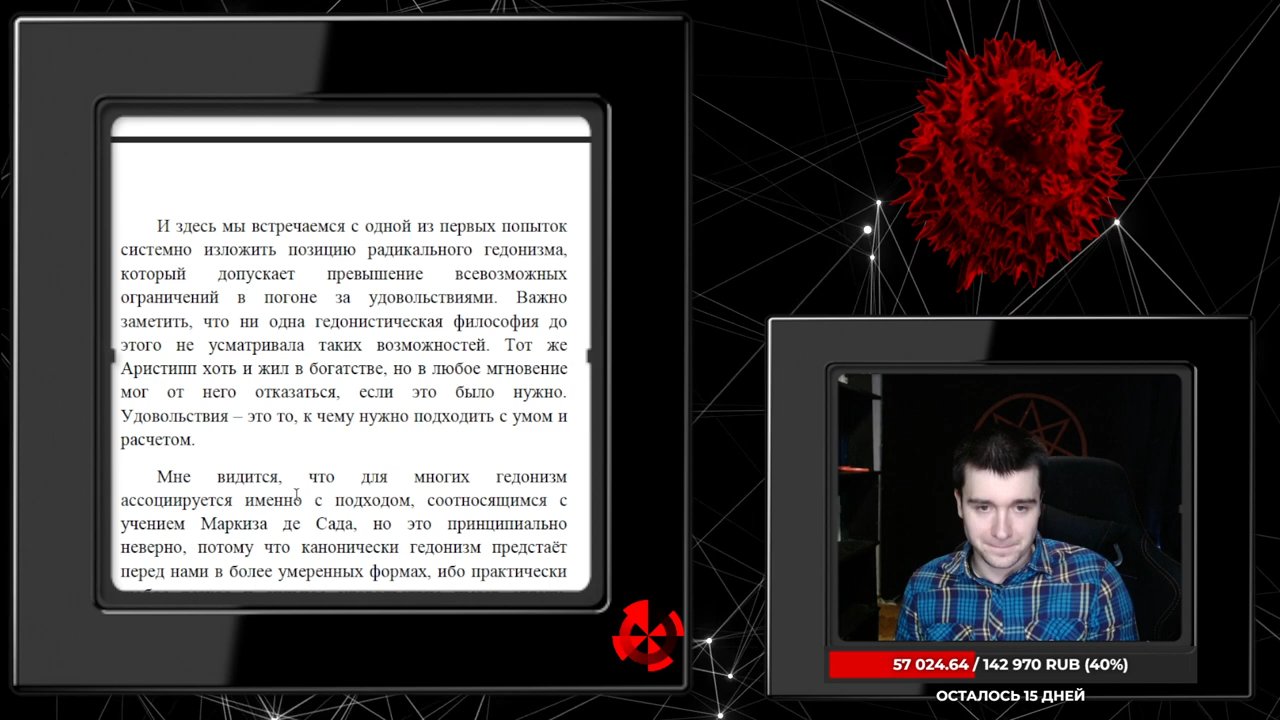 И здесь мы встречаемся с одной из первых попыток
системно изложить позицию радикального гедонизма,
который допускает превышение всевозможных
ограничений в погоне за удовольствиями. Важно
заметить, что ни одна гедонистическая философия до
этого не усматривала таких возможностей. Тот же
Аристипп хоть и жил в богатстве, но в любое мгновение
мог от него отказаться, если это было нужно.
Удовольствия – это то, к чему нужно подходить с умом и
расчетом.
Мне видится, что для многих гедонизм
ассоциируется именно с подходом, соотносящимся с
учением Маркиза де Сада, но это принципиально
неверно, потому что канонически гедонизм предстаёт
перед нами в более умеренных формах, ибо практически
57 024.64 / 142 970 RUB (40%)
ОСТАЛОСЬ 15 ДНЕЙ